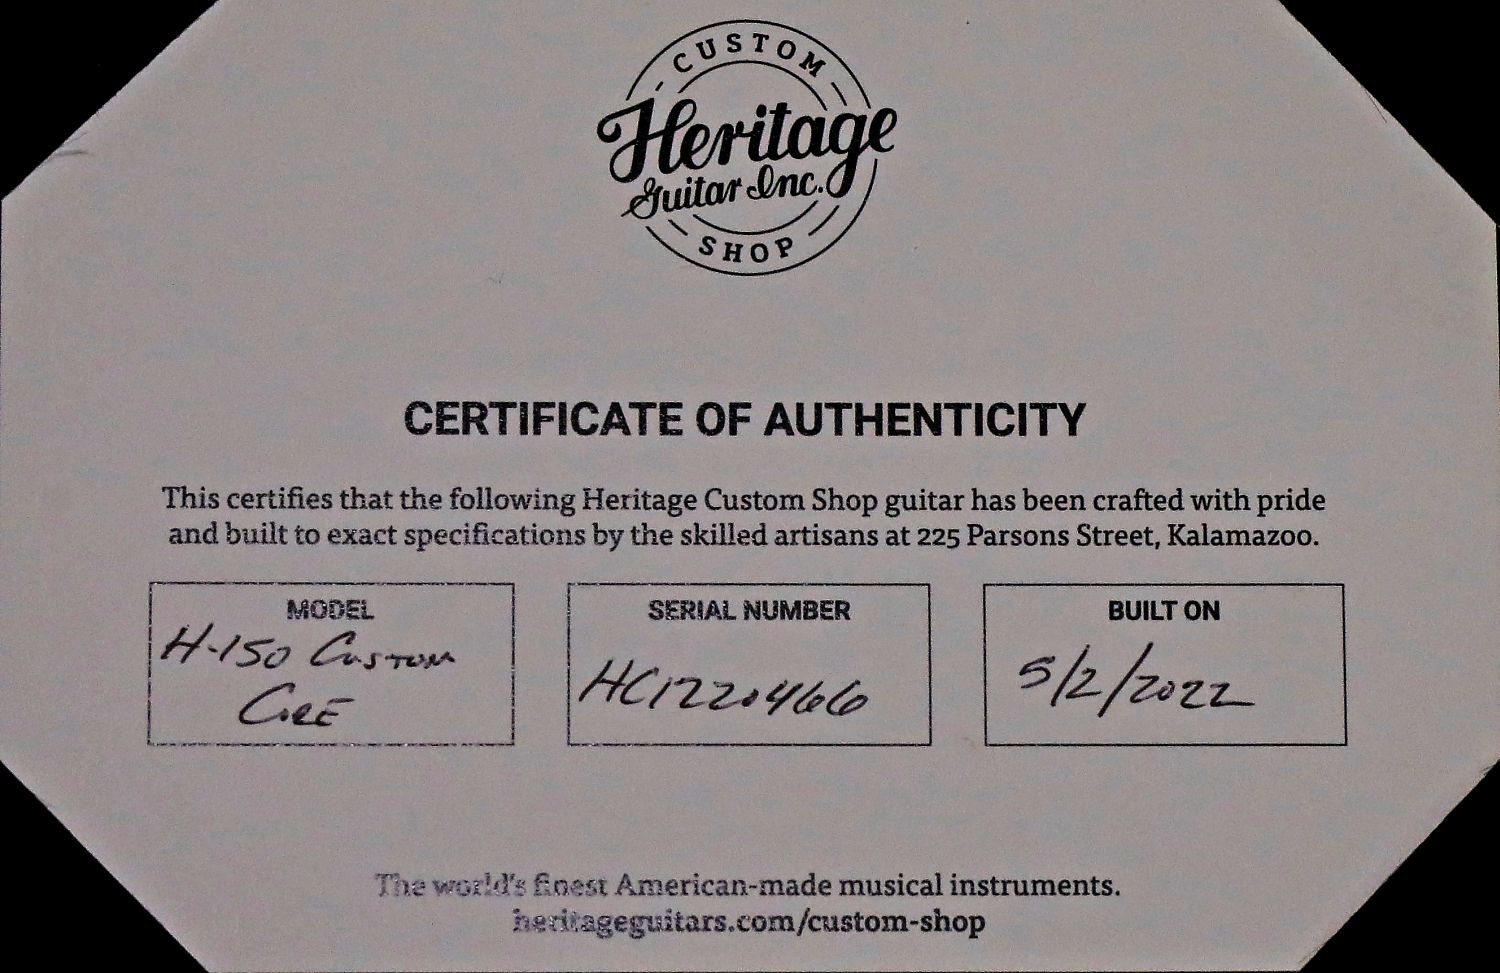 CUSTOM
Heritage
Guitar Inc.
SHOP
CERTIFICATE OF AUTHENTICITY
This certifies that the following Heritage Custom Shop guitar has been crafted with pride
and built to exact specifications by the skilled artisans at 225 Parsons Street, Kalamazoo.
MODEL
H-150 Custom
Core
SERIAL NUMBER
HC1220466
BUILT ON
5/2/2022
The world's finest American-made musical instruments.
heritageguitars.com/custom-shop